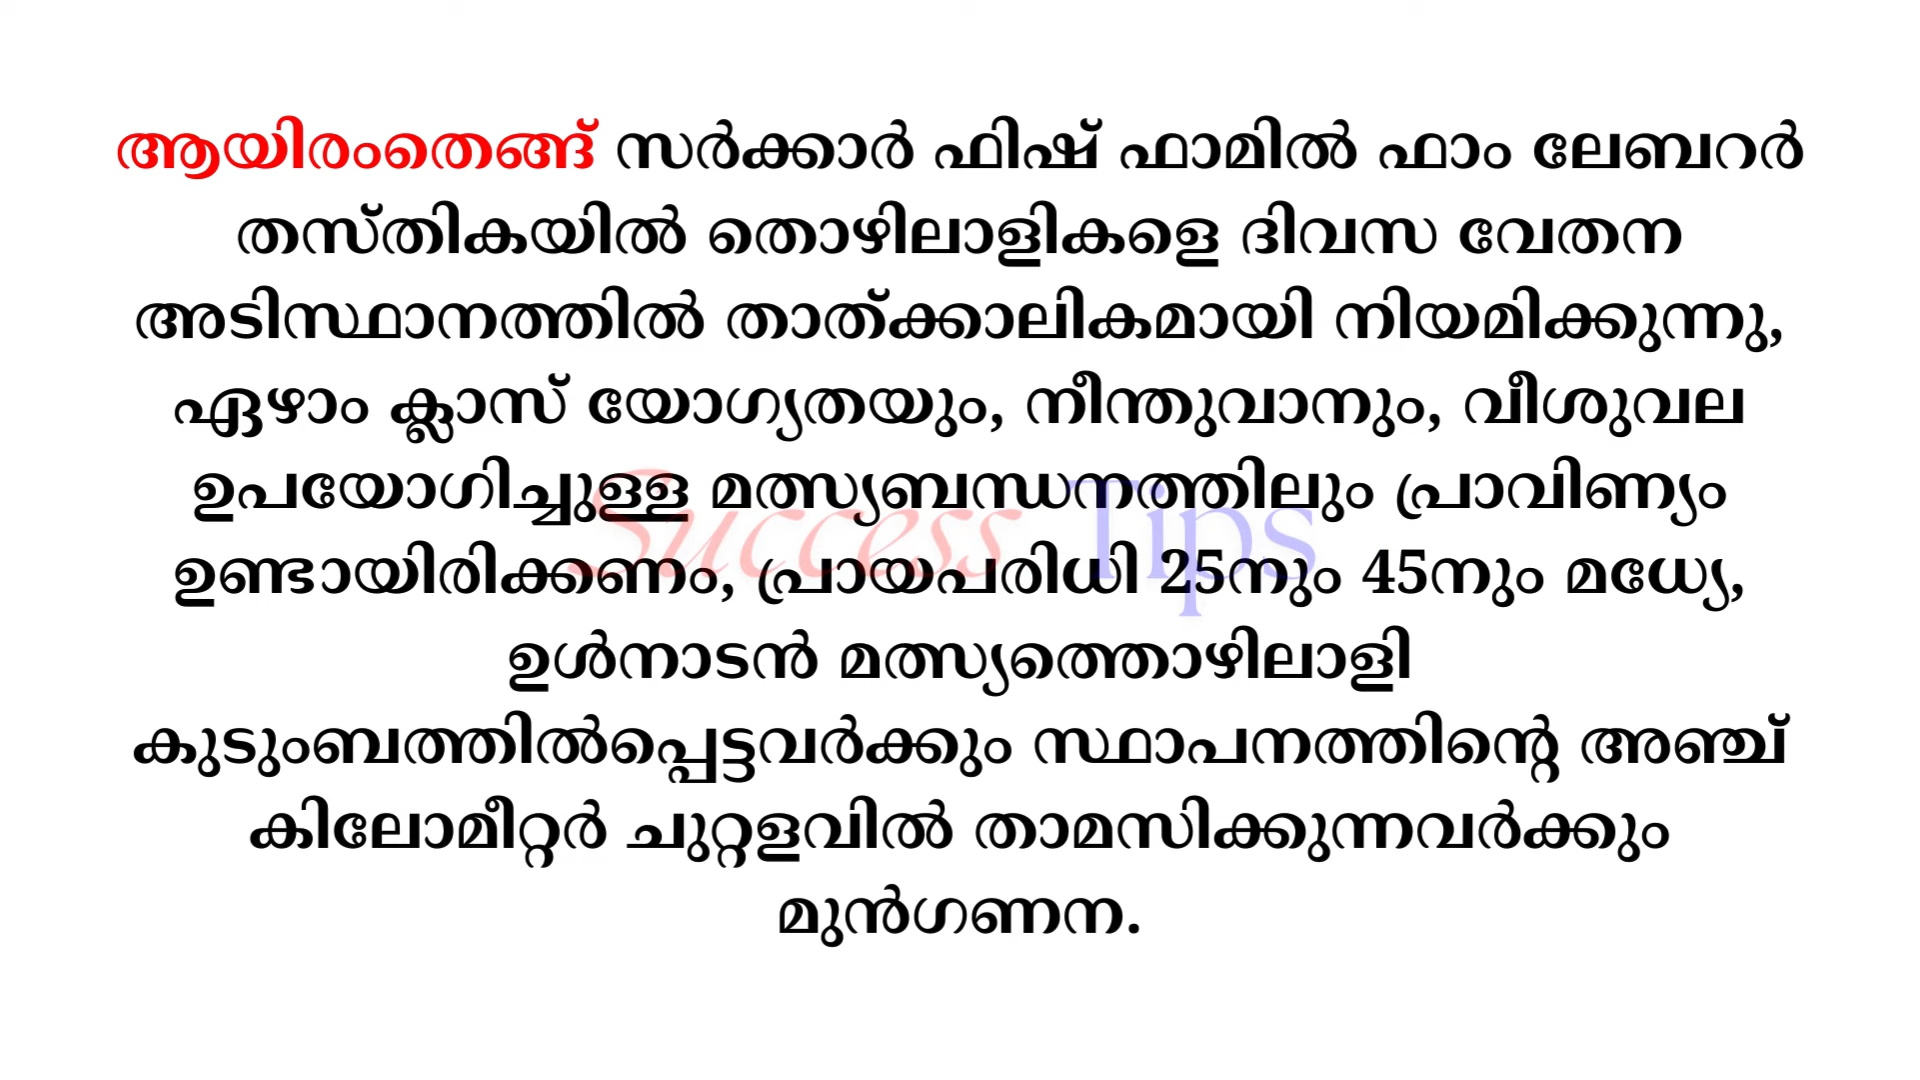 ആയിരംതെങ്ങ് സർക്കാർ ഫിഷ് ഫാമിൽ ഫാം ലേബറർ
തസ്തികയിൽ തൊഴിലാളികളെ ദിവസ വേതന
അടിസ്ഥാനത്തിൽ താത്ക്കാലികമായി നിയമിക്കുന്നു,
ഏഴാം ക്ലാസ് യോഗ്യതയും, നീന്തുവാനും, വീശുവല
ഉപയോഗിച്ചുള്ള മത്സ്യബന്ധനത്തിലും പ്രാവിണ്യം
Success Tips
ഉണ്ടായിരിക്കണം, പ്രായപരിധി 25നും 45നും മധ്യേ,
ഉൾനാടൻ മത്സ്യത്തൊഴിലാളി
കുടുംബത്തിൽപ്പെട്ടവർക്കും സ്ഥാപനത്തിന്റെ അഞ്ച്
കിലോമീറ്റർ ചുറ്റളവിൽ താമസിക്കുന്നവർക്കും
മുൻഗണന.